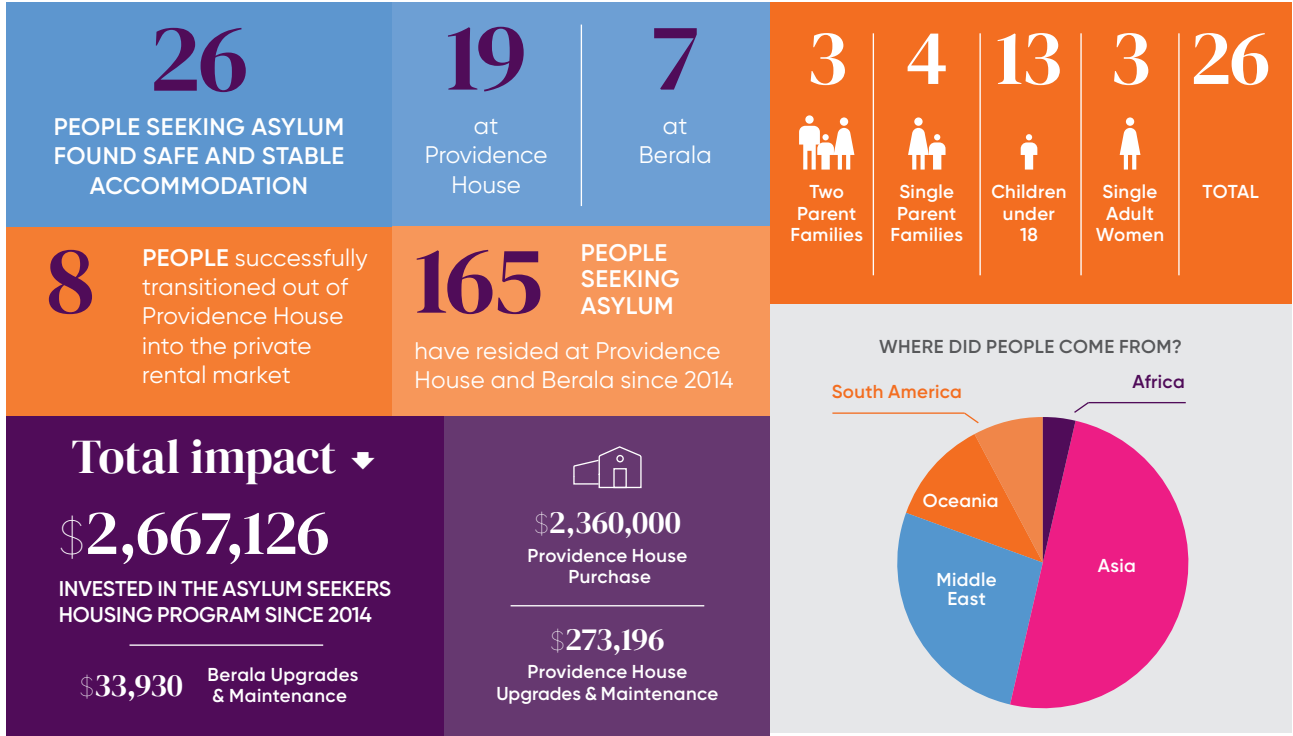 26
PEOPLE SEEKING ASYLUM
FOUND SAFE AND STABLE
ACCOMMODATION
19
at
Providence
House
7
at
Berala
3
Two
Parent
Families
4
Single
Parent
Families
13
Children
under
18
3
Single
Adult
Women
26
TOTAL
8
PEOPLE successfully
transitioned out of
Providence House
into the private
rental market
165
PEOPLE
SEEKING
ASYLUM
have resided at Providence
House and Berala since 2014
Total impact
$2,667,126
INVESTED IN THE ASYLUM SEEKERS
HOUSING PROGRAM SINCE 2014
$33,930
Berala Upgrades
& Maintenance
$2,360,000
Providence House
Purchase
$273,196
Providence House
Upgrades & Maintenance
WHERE DID PEOPLE COME FROM?
South America
Africa
Oceania
Asia
Middle
East